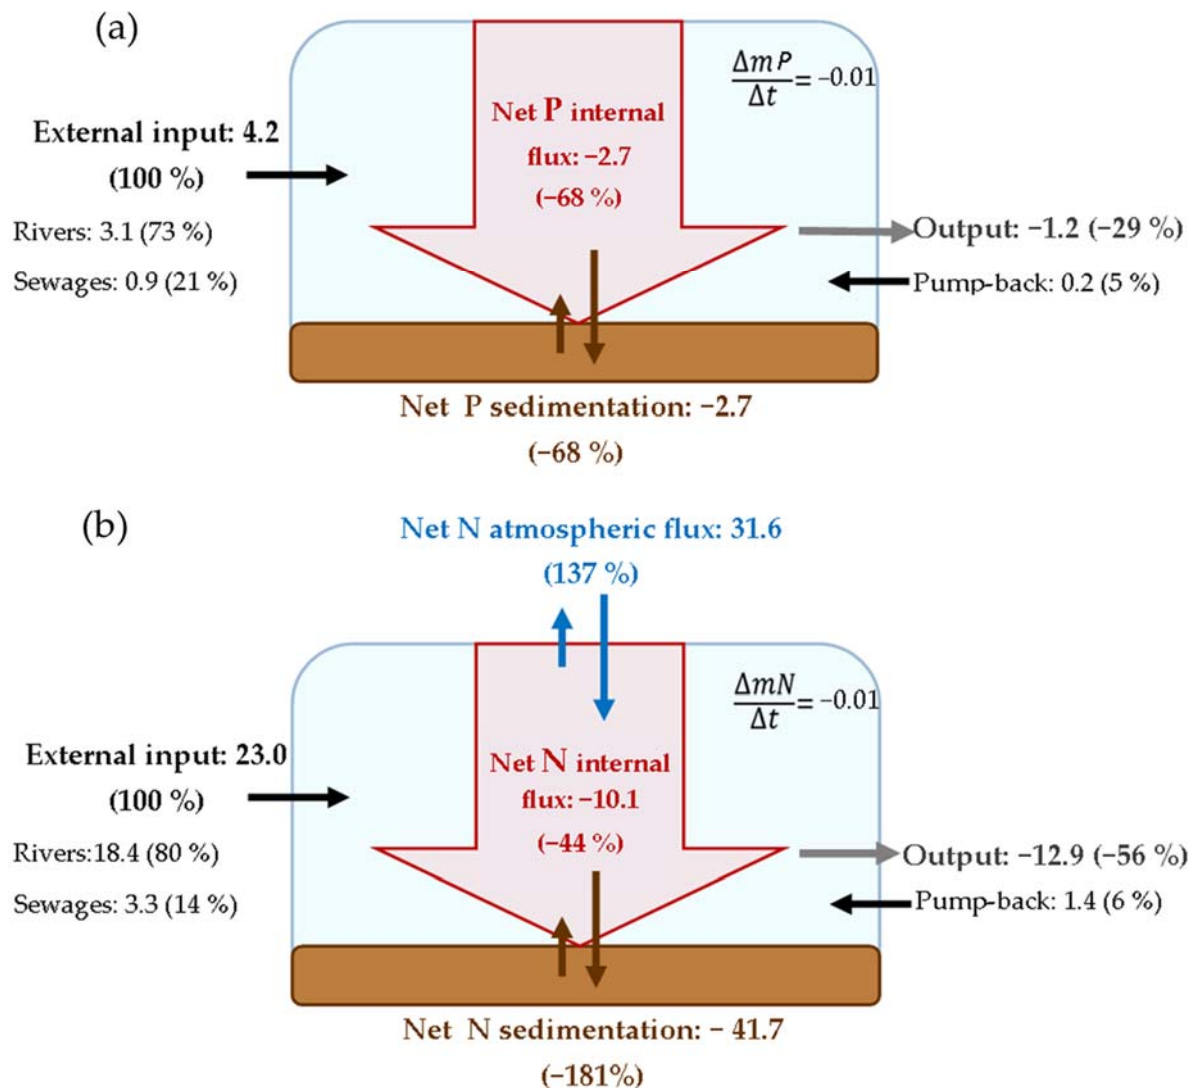 (a)
ΔmP
Δt
= −0.01
Net P internal
flux: −2.7
(−68 %)
External input: 4.2
(100 %)
Rivers: 3.1 (73 %)
Sewages: 0.9 (21 %)
Output: −1.2 (−29 %)
Pump-back: 0.2 (5 %)
Net P sedimentation: −2.7
(−68 %)
(b)
Net N atmospheric flux: 31.6
(137 %)
ΔmN
Δt
= −0.01
External input: 23.0
(100 %)
Net N internal
flux: −10.1
(−44 %)
Rivers:18.4 (80 %)
Sewages: 3.3 (14 %)
Output: −12.9 (−56 %)
Pump-back: 1.4 (6 %)
Net N sedimentation: − 41.7
(−181%)